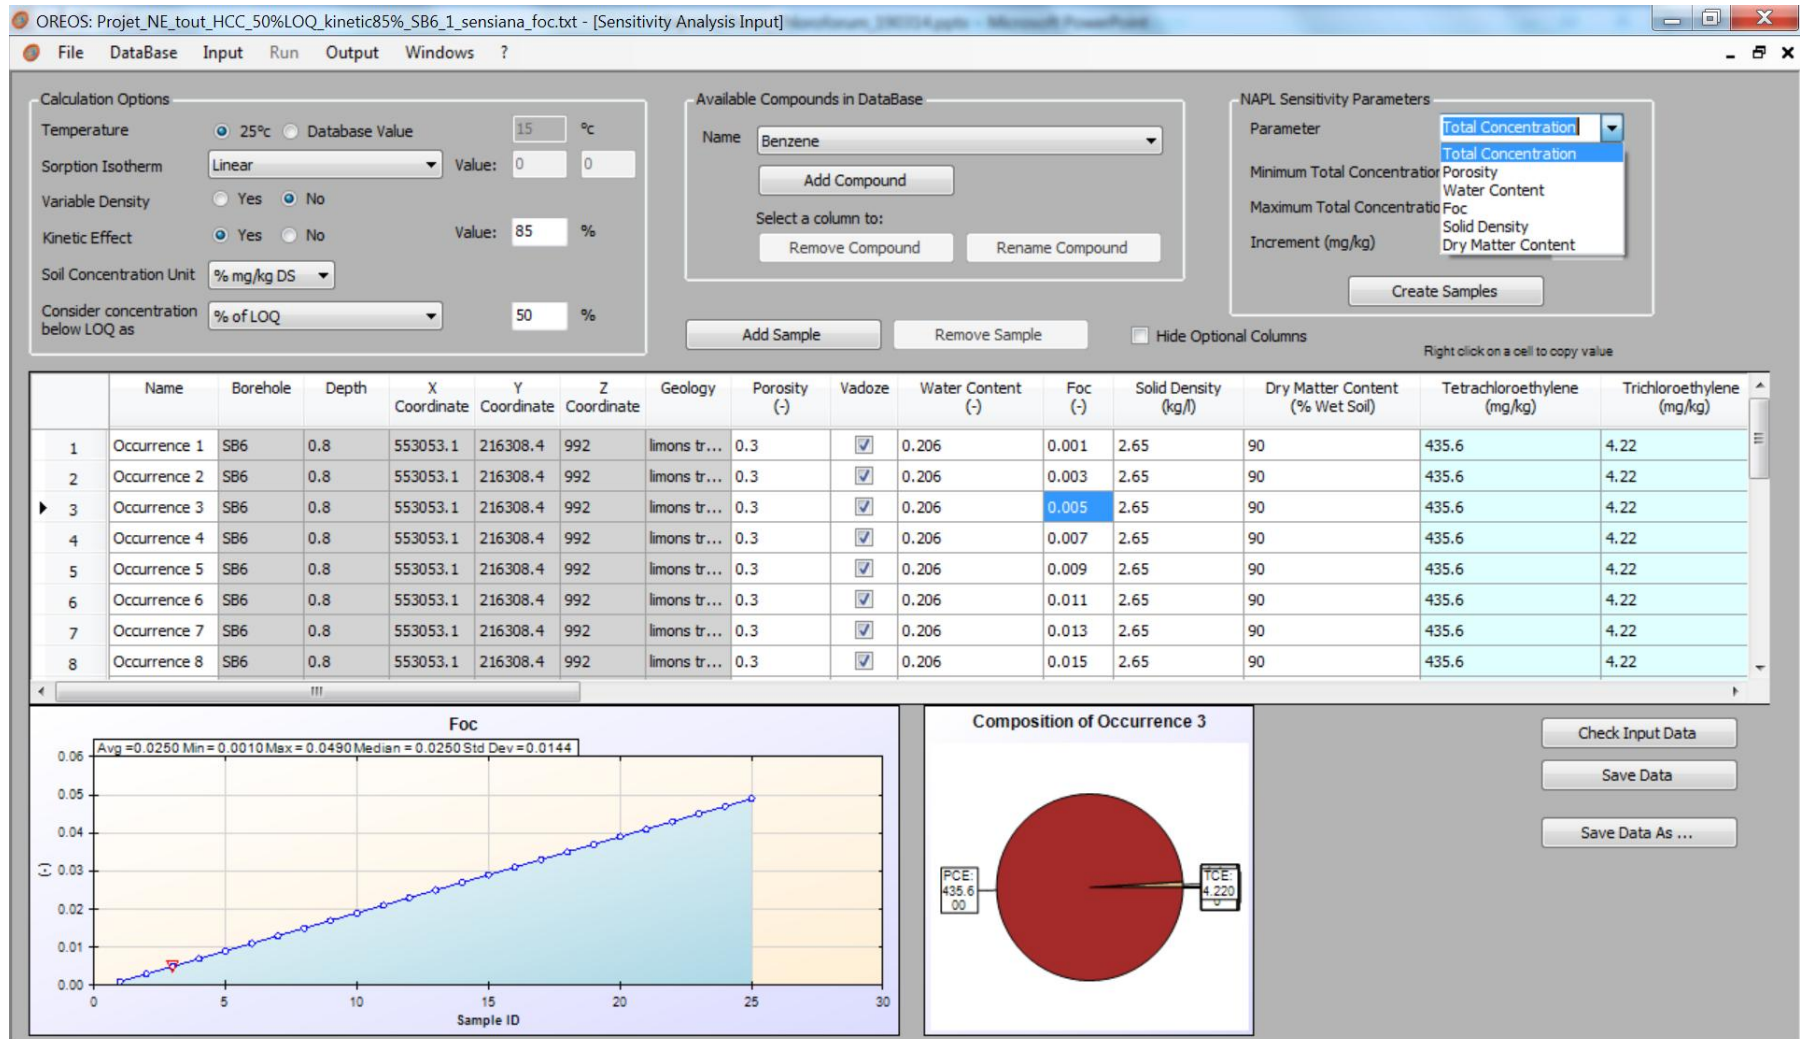 OREOS: Projet_NE_tout_HCC_50%LOQ_kinetic85%_SB6_1_sensiana_foc.txt - [Sensitivity Analysis Input]
File DataBase Input Run Output Windows ?
Calculation Options
Temperature 25°c Database Value 15 °c
Sorption Isotherm Linear Value: 0 0
Variable Density Yes No
Kinetic Effect Yes No Value: 85 %
Soil Concentration Unit % mg/kg DS
Consider concentration below LOQ as % of LOQ 50 %
Available Compounds in DataBase
Name Benzene
Add Compound
Select a column to:
Remove Compound Rename Compound
NAPL Sensitivity Parameters
Parameter Total Concentration
Total Concentration
Minimum Total Concentration Porosity
Water Content
Maximum Total Concentratio Foc
Solid Density
Increment (mg/kg) Dry Matter Content
Create Samples
Add Sample Remove Sample Hide Optional Columns
Right click on a cell to copy value
Name Borehole Depth X Coordinate Y Coordinate Z Coordinate Geology Porosity (-) Vadoze Water Content (-) Foc (-) Solid Density (kg/l) Dry Matter Content (% Wet Soil) Tetrachloroethylene (mg/kg) Trichloroethylene (mg/kg)
1 Occurrence 1 SB6 0.8 553053.1 216308.4 992 limons tr... 0.3 0.206 0.001 2.65 90 435.6 4.22
2 Occurrence 2 SB6 0.8 553053.1 216308.4 992 limons tr... 0.3 0.206 0.003 2.65 90 435.6 4.22
3 Occurrence 3 SB6 0.8 553053.1 216308.4 992 limons tr... 0.3 0.206 0.005 2.65 90 435.6 4.22
4 Occurrence 4 SB6 0.8 553053.1 216308.4 992 limons tr... 0.3 0.206 0.007 2.65 90 435.6 4.22
5 Occurrence 5 SB6 0.8 553053.1 216308.4 992 limons tr... 0.3 0.206 0.009 2.65 90 435.6 4.22
6 Occurrence 6 SB6 0.8 553053.1 216308.4 992 limons tr... 0.3 0.206 0.011 2.65 90 435.6 4.22
7 Occurrence 7 SB6 0.8 553053.1 216308.4 992 limons tr... 0.3 0.206 0.013 2.65 90 435.6 4.22
8 Occurrence 8 SB6 0.8 553053.1 216308.4 992 limons tr... 0.3 0.206 0.015 2.65 90 435.6 4.22
Foc
Avg =0.0250 Min = 0.0010 Max = 0.0490 Median = 0.0250 Std Dev =0.0144
0.06
0.05
0.04
(-) 0.03
0.02
0.01
0.00
0 5 10 15 20 25 30
Sample ID
Composition of Occurrence 3
PCE:
435.6
00
TCE:
4.220
Check Input Data
Save Data
Save Data As ...